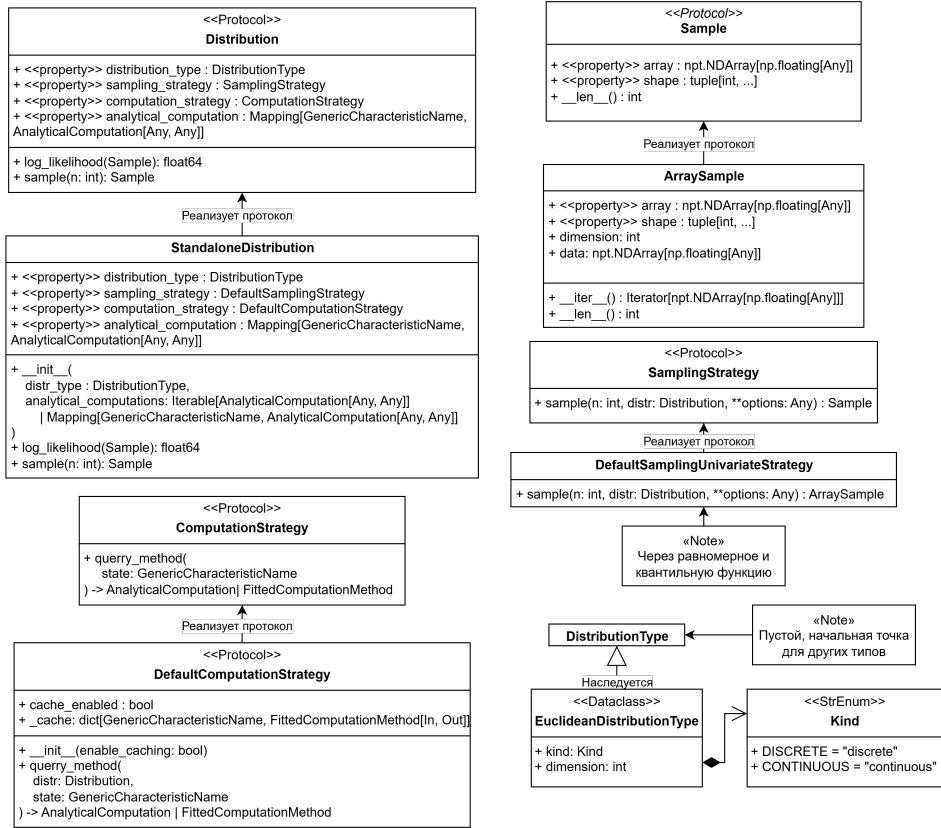 <<Protocol>>
Distribution
+ <<property>> distribution_type : DistributionType
+ <<property>> sampling_strategy : SamplingStrategy
+ <<property>> computation_strategy : ComputationStrategy
+ <<property>> analytical_computation : Mapping[GenericCharacteristicName,
AnalyticalComputation[Any, Any]]
+ log_likelihood(Sample): float64
+ sample(n: int): Sample
Реализует протокол
StandaloneDistribution
+ <<property>> distribution_type : DistributionType
+ <<property>> sampling_strategy : DefaultSamplingStrategy
+ <<property>> computation_strategy : DefaultComputationStrategy
+ <<property>> analytical_computation : Mapping[GenericCharacteristicName,
AnalyticalComputation[Any, Any]]
+ __init__(
distr_type : DistributionType,
analytical_computations: Iterable[AnalyticalComputation[Any, Any]]
| Mapping[GenericCharacteristicName, AnalyticalComputation[Any, Any]]
)
+ log_likelihood(Sample): float64
+ sample(n: int): Sample
<<Protocol>>
ComputationStrategy
+ querry_method(
state: GenericCharacteristicName
) -> AnalyticalComputation| FittedComputationMethod
Реализует протокол
<<Protocol>>
DefaultComputationStrategy
+ cache_enabled : bool
+ _cache: dict[GenericCharacteristicName, FittedComputationMethod[In, Out]]
+ __init__(enable_caching: bool)
+ querry_method(
distr: Distribution,
state: GenericCharacteristicName
) -> AnalyticalComputation | FittedComputationMethod
<<Protocol>>
Sample
+ <<property>> array : npt.NDArray[np.floating[Any]]
+ <<property>> shape : tuple[int, ...]
+ __len__() : int
Реализует протокол
ArraySample
+ <<property>> array : npt.NDArray[np.floating[Any]]
+ <<property>> shape : tuple[int, ...]
+ dimension: int
+ data: npt.NDArray[np.floating[Any]]
+ __iter__() : Iterator[npt.NDArray[np.floating[Any]]]
+ __len__() : int
<<Protocol>>
SamplingStrategy
+ sample(n: int, distr: Distribution, **options: Any) : Sample
Реализует протокол
DefaultSamplingUnivariateStrategy
+ sample(n: int, distr: Distribution, **options: Any) : ArraySample
«Note»
Через равномерное и
квантильную функцию
DistributionType
«Note»
Пустой, начальная точка
для других типов
Наследуется
<<Dataclass>>
EuclideanDistributionType
+ kind: Kind
+ dimension: int
<<StrEnum>>
Kind
+ DISCRETE = "discrete"
+ CONTINUOUS = "continuous"